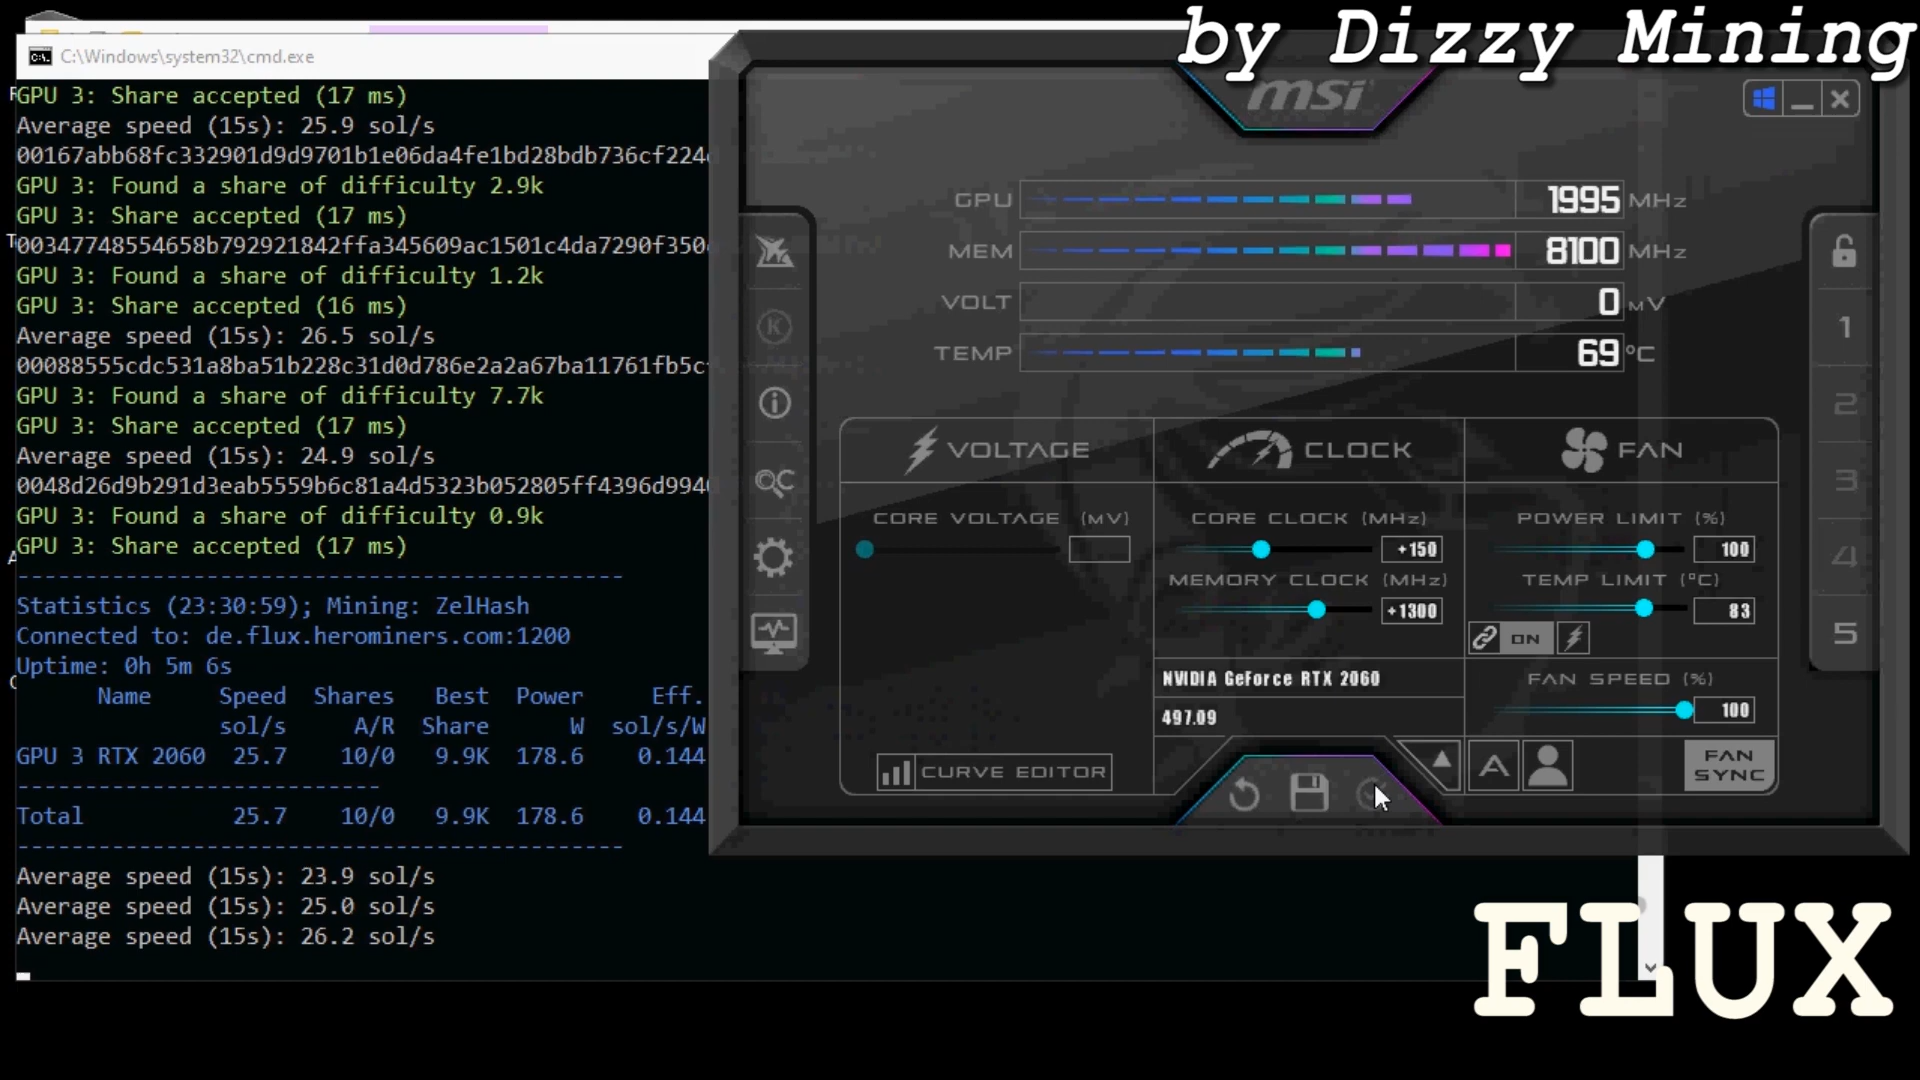 by Dizzy Mining
C:\Windows\system32\cmd.exe
GPU 3: Share accepted (17 ms)
Average speed (15s): 25.9 sol/s
00167abb68fc332901d9d9701b1e06da4fe1bd28bdb736cf224
GPU 3: Found a share of difficulty 2.9k
GPU 3: Share accepted (17 ms)
00347748554658b792921842ffa345609ac1501c4da7290f350
GPU 3: Found a share of difficulty 1.2k
GPU 3: Share accepted (16 ms)
Average speed (15s): 26.5 sol/s
00088555cdc531a8ba51b228c31d0d786e2a2a67ba11761fb5c
GPU 3: Found a share of difficulty 7.7k
GPU 3: Share accepted (17 ms)
Average speed (15s): 24.9 sol/s
0048d26d9b291d3eab5559b6c81a4d5323b052805ff4396d994
GPU 3: Found a share of difficulty 0.9k
GPU 3: Share accepted (17 ms)
Statistics (23:30:59); Mining: ZelHash
Connected to: de.flux.herominers.com:1200
Uptime: 0h 5m 6s
Name Speed Shares Best Power Eff.
sol/s A/R Share W sol/s/W
GPU 3 RTX 2060 25.7 10/0 9.9K 178.6 0.144
Total 25.7 10/0 9.9K 178.6 0.144
Average speed (15s): 23.9 sol/s
Average speed (15s): 25.0 sol/s
Average speed (15s): 26.2 sol/s
msi
GPU 1995 MHz
MEM 8100 MHz
VOLT 0 mV
TEMP 69 °C
K
OC
1
2
3
4
5
VOLTAGE CLOCK FAN
CORE VOLTAGE (MV) CORE CLOCK (MHz) POWER LIMIT (%)
+150 100
MEMORY CLOCK (MHz) TEMP LIMIT (°C)
+1300 83
ON
NVIDIA GeForce RTX 2060 FAN SPEED (%)
497.09 100
CURVE EDITOR A FAN
SYNC
FLUX